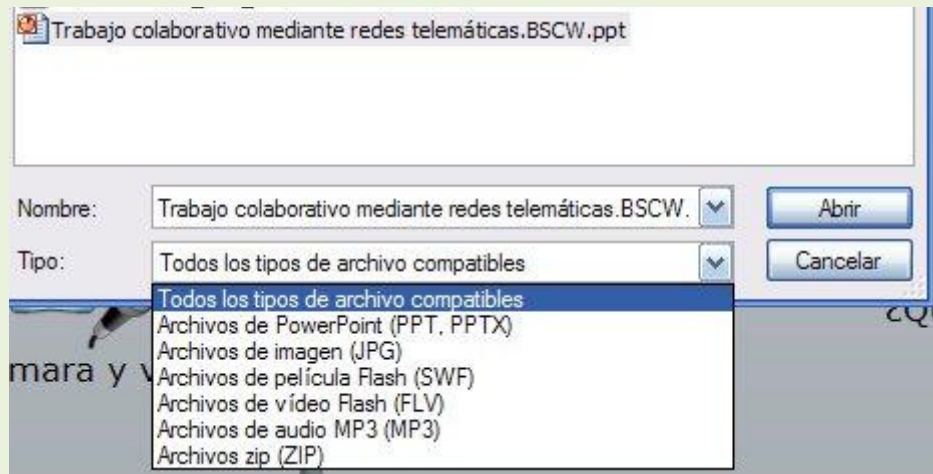 Trabajo colaborativo mediante redes telemáticas.BSCW.ppt
Nombre: Trabajo colaborativo mediante redes telemáticas.BSCW. Abrir
Tipo: Todos los tipos de archivo compatibles Cancelar
Todos los tipos de archivo compatibles
Archivos de PowerPoint (PPT, PPTX)
Archivos de imagen (JPG)
mara y v
Archivos de película Flash (SWF)
Archivos de vídeo Flash (FLV)
Archivos de audio MP3 (MP3)
Archivos zip (ZIP)